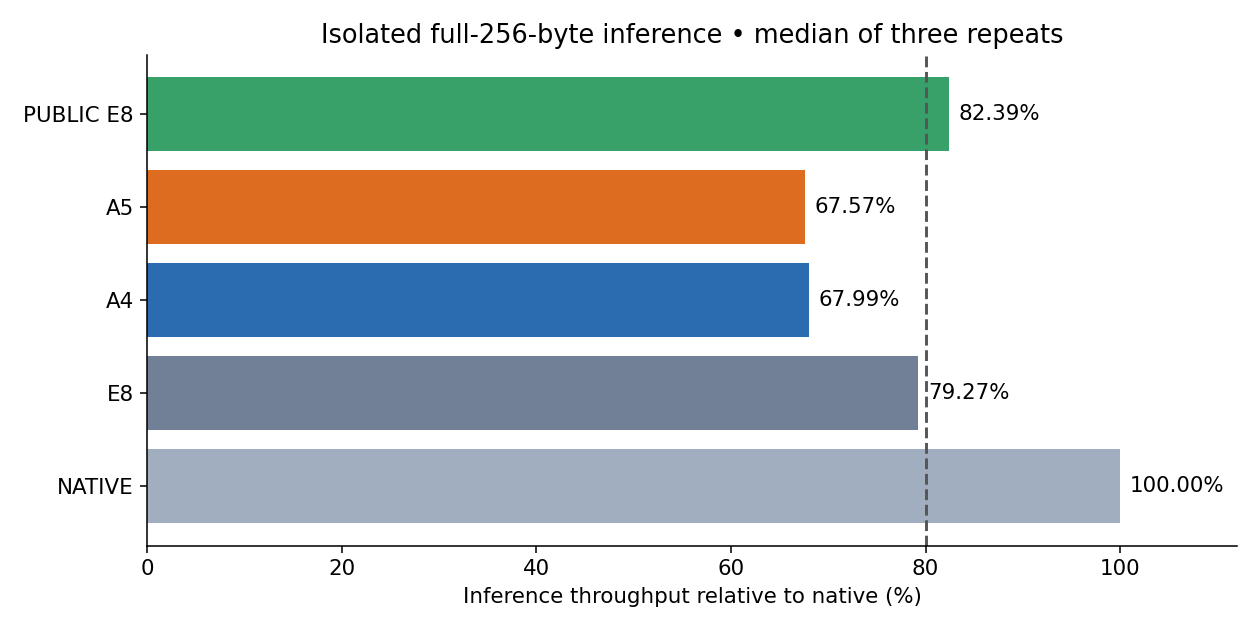 Isolated full-256-byte inference • median of three repeats
PUBLIC E8
82.39%
A5
67.57%
A4
67.99%
E8
79.27%
NATIVE
100.00%
0 20 40 60 80 100
Inference throughput relative to native (%)